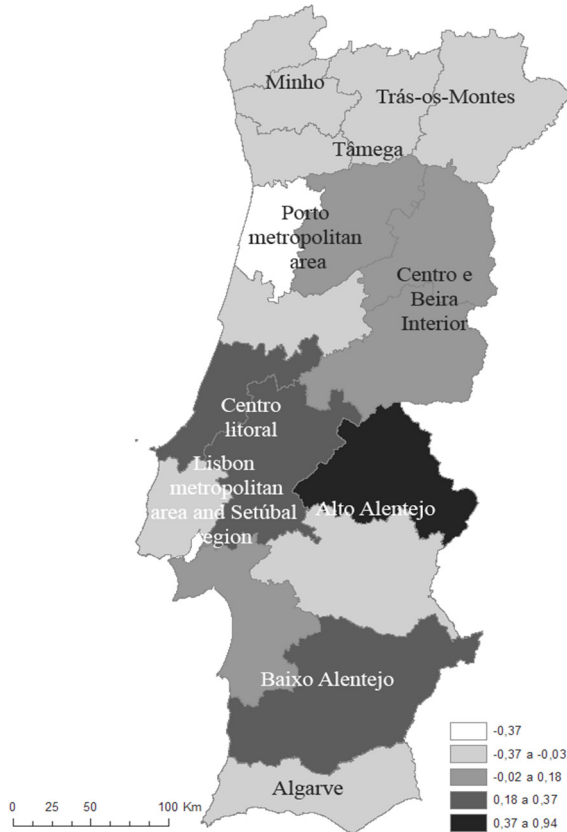 Minho
Trás-os-Montes
Tâmega
Porto
metropolitan
area
Centro e
Beira
Interior
Centro
litoral
Lisbon
metropolitan
area and Setúbal
region
Alto Alentejo
Baixo Alentejo
Algarve
-0,37
-0,37 a -0,03
-0,02 a 0,18
0,18 a 0,37
0,37 a 0,94
0 25 50 100 Km